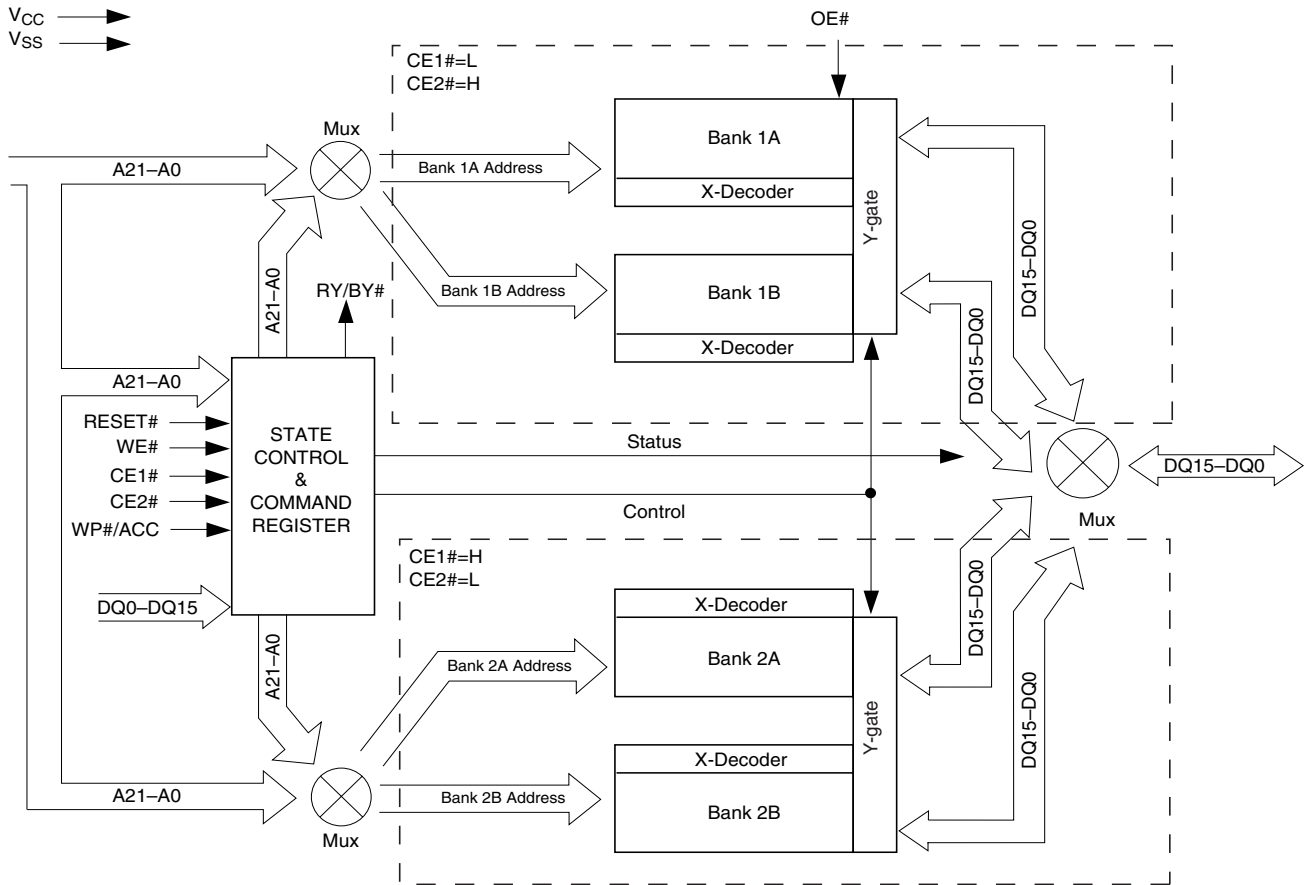 VCC
VSS
OE#
CE1#=L
CE2#=H
Mux
A21–A0
Bank 1A Address
Bank 1A
X-Decoder
Y-gate
DQ15–DQ0
A21–A0
RY/BY#
Bank 1B Address
Bank 1B
X-Decoder
DQ15–DQ0
A21–A0
RESET#
WE#
CE1#
CE2#
WP#/ACC
STATE
CONTROL
&
COMMAND
REGISTER
Status
Control
DQ15–DQ0
Mux
CE1#=H
CE2#=L
DQ0–DQ15
A21–A0
Bank 2A Address
X-Decoder
Bank 2A
Y-gate
DQ15–DQ0
DQ15–DQ0
X-Decoder
Bank 2B
Bank 2B Address
A21–A0
Mux